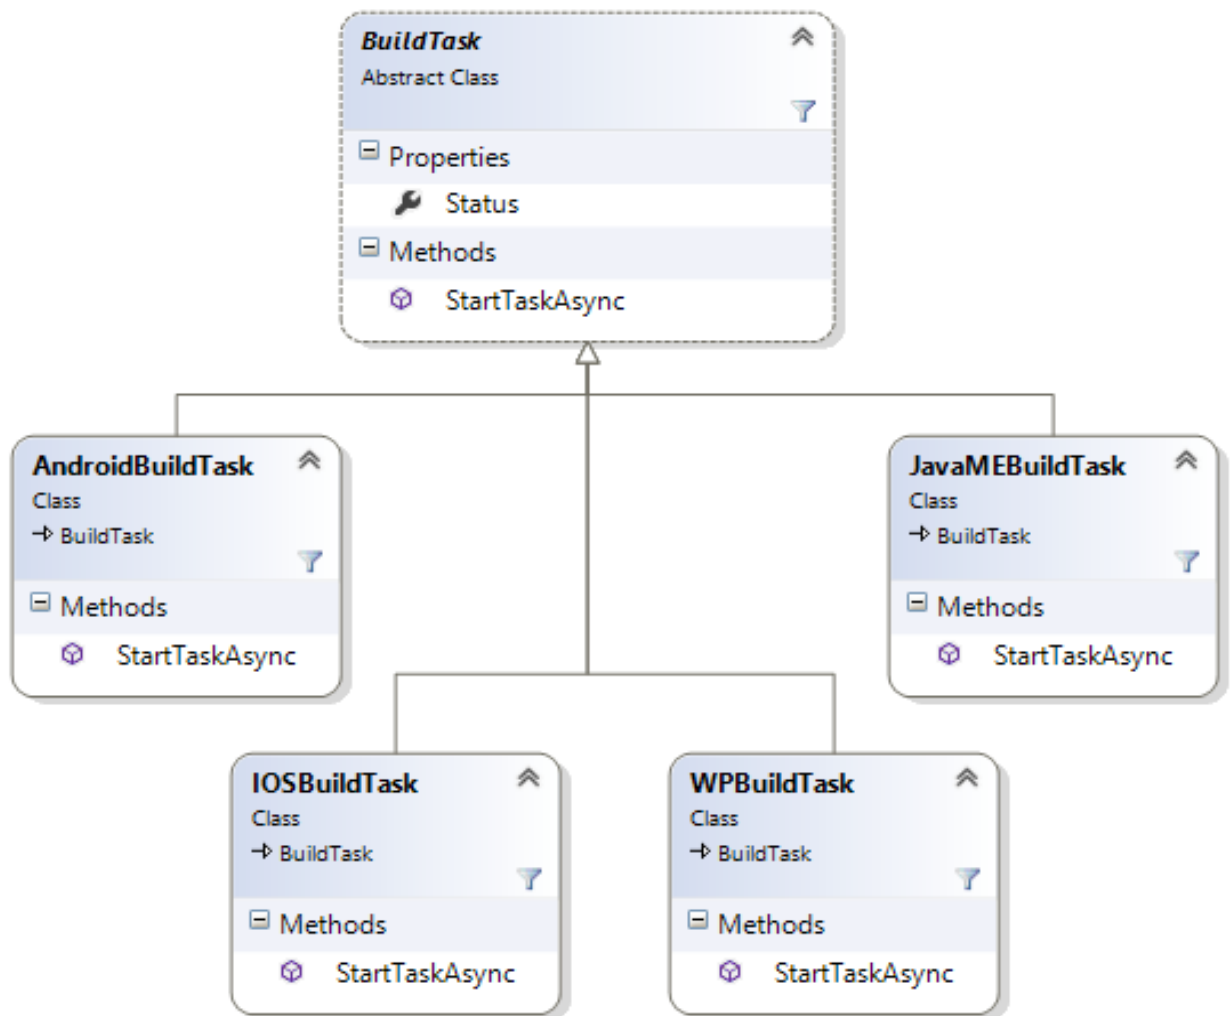 BuildTask
Abstract Class
Properties
Status
Methods
StartTaskAsync
AndroidBuildTask
Class
BuildTask
Methods
StartTaskAsync
JavaMEBuildTask
Class
BuildTask
Methods
StartTaskAsync
IOSBuildTask
Class
BuildTask
Methods
StartTaskAsync
WPBuildTask
Class
BuildTask
Methods
StartTaskAsync